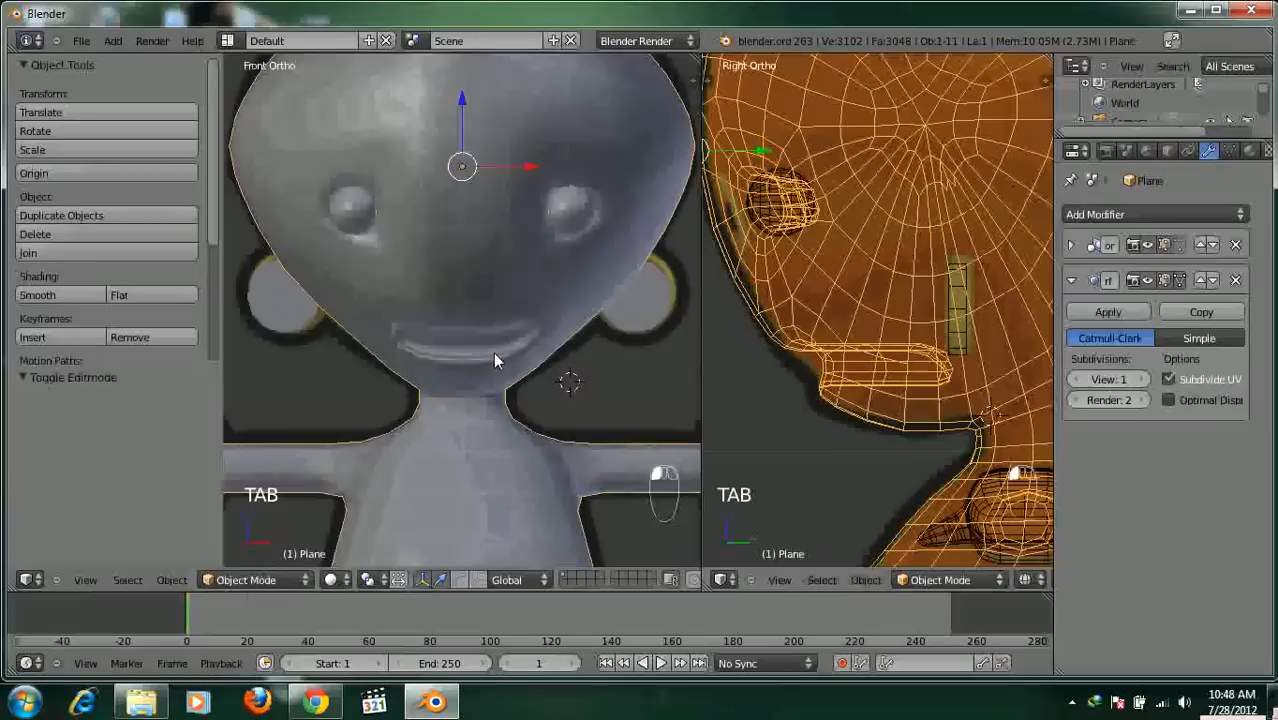 Blender
File Add Render Help Default Scene Blender Render blender.org 263 | Ve:3102 | Fa:3048 | Ob:1-11 | La:1 | Mem:10.05M (2.73M) | Plane
Object Tools
Transform:
Translate
Rotate
Scale
Origin
Object:
Duplicate Objects
Delete
Join
Shading:
Smooth Flat
Keyframes:
Insert Remove
Motion Paths:
Toggle Editmode
Front Ortho
TAB
(1) Plane
Right Ortho
TAB
(1) Plane
View Search All Scenes
RenderLayers
World
Plane
Add Modifier
or
rf
Apply Copy
Catmull-Clark Simple
Subdivisions: Options
View: 1 Subdivide UV
Render: 2 Optimal Displ
View Select Object Object Mode Global
View Select Object Object Mode
-40 -20 0 20 40 60 80 100 120 140 160 180 200 220 240 260 280
View Marker Frame Playback Start: 1 End: 250 1 No Sync
321
10:48 AM
7/28/2012